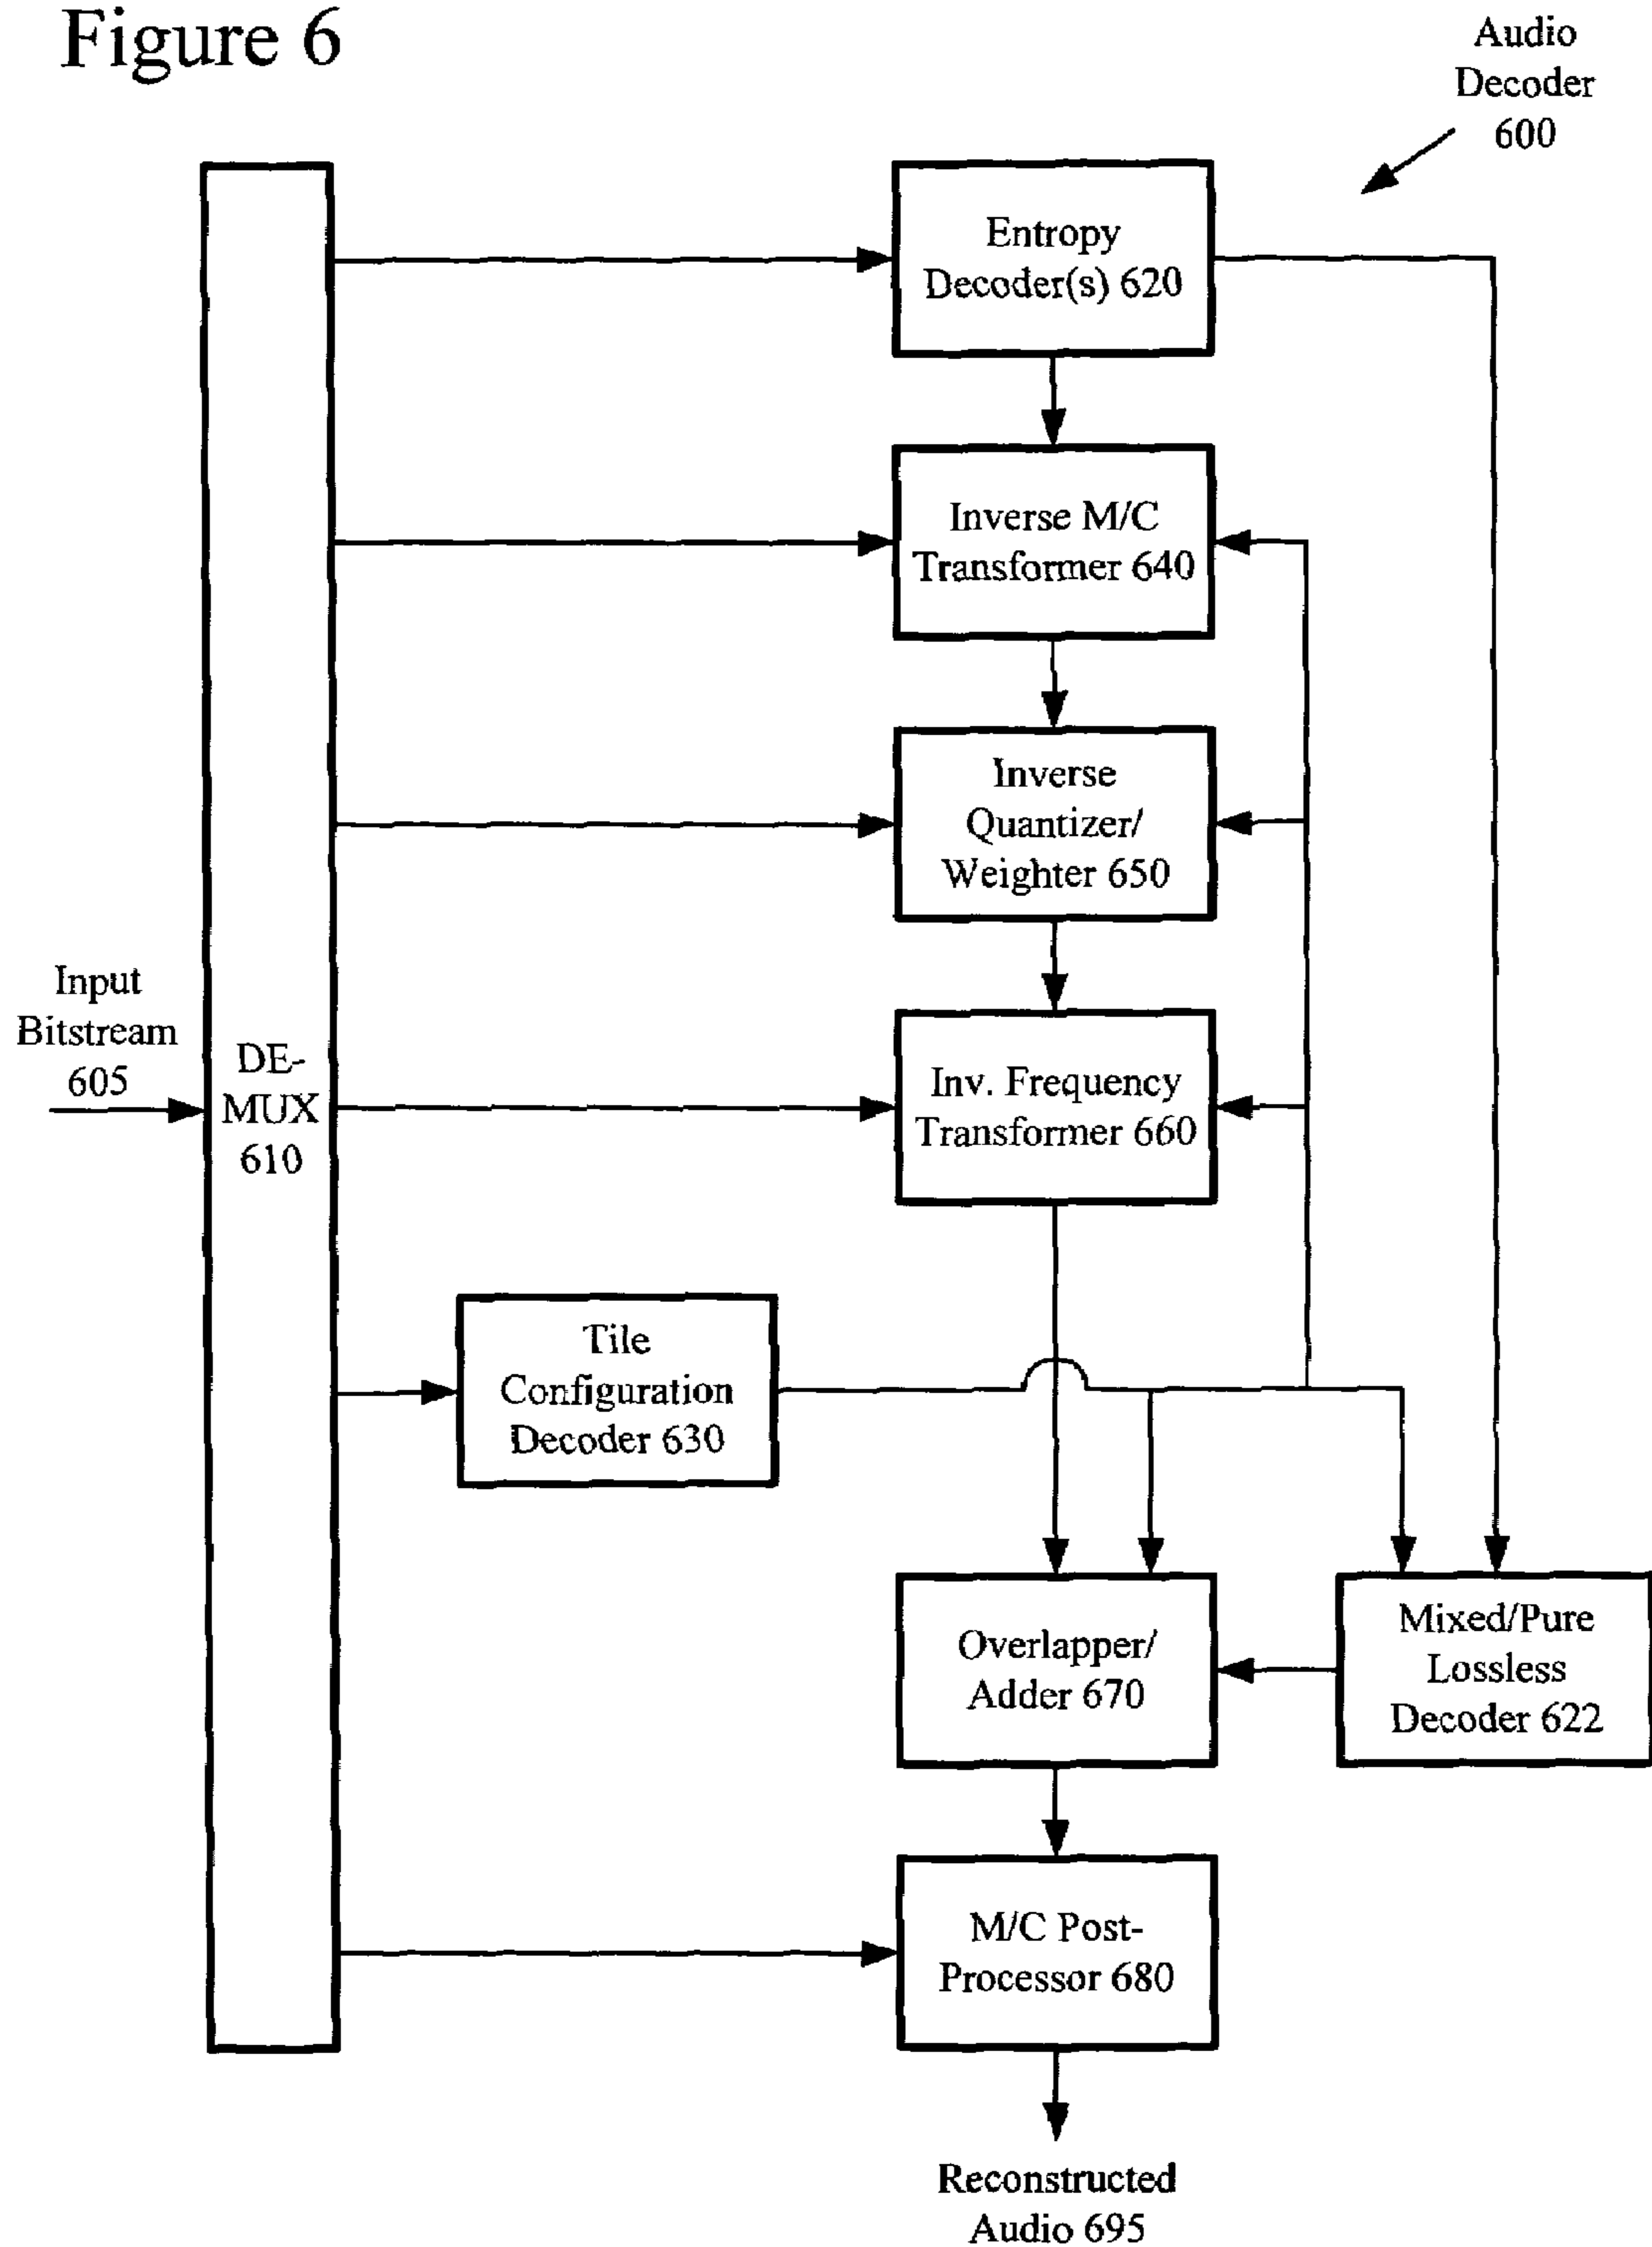 Figure 6
Audio
Decoder
600
Entropy
Decoder(s) 620
Inverse M/C
Transformer 640
Inverse
Quantizer/
Weighter 650
Input
Bitstream
605
DE-
MUX
610
Inv. Frequency
Transformer 660
Tile
Configuration
Decoder 630
Overlapper/
Adder 670
Mixed/Pure
Lossless
Decoder 622
M/C Post-
Processor 680
Reconstructed
Audio 695